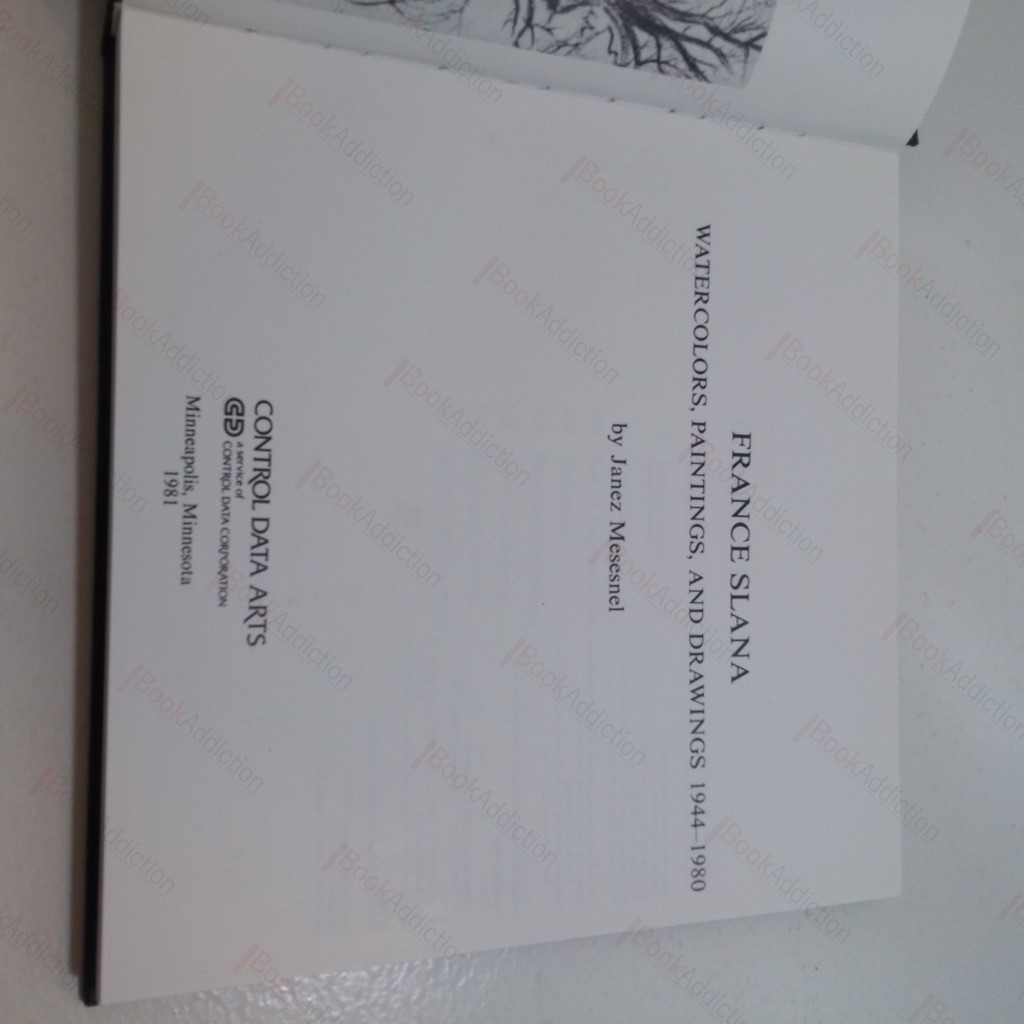 FRANCE SLANA
WATERCOLORS, PAINTINGS, AND DRAWINGS 1944–1980
by Janez Mesesnel
CONTROL DATA ARTS
a service of
CONTROL DATA CORPORATION
Minneapolis, Minnesota
1981
BookAddiction